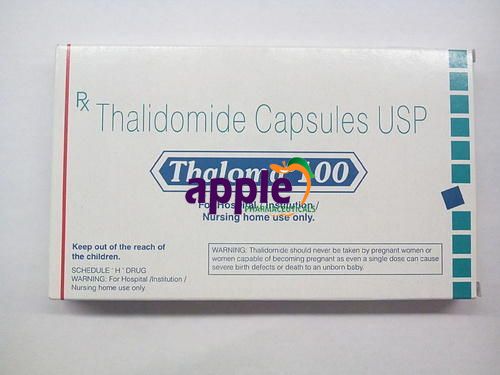 Rx Thalidomide Capsules USP
100
apple
PHARMACEUTICALS
For Hospital /Institution /
Nursing home use only.
Keep out of the reach of
the children.
SCHEDULE ' H ' DRUG
WARNING: For Hospital /Institution /
Nursing home use only
WARNING: Thalidomide should never be taken by pregnant women or
women capable of becoming pregnant as even a single dose can cause
severe birth defects or death to an unborn baby.